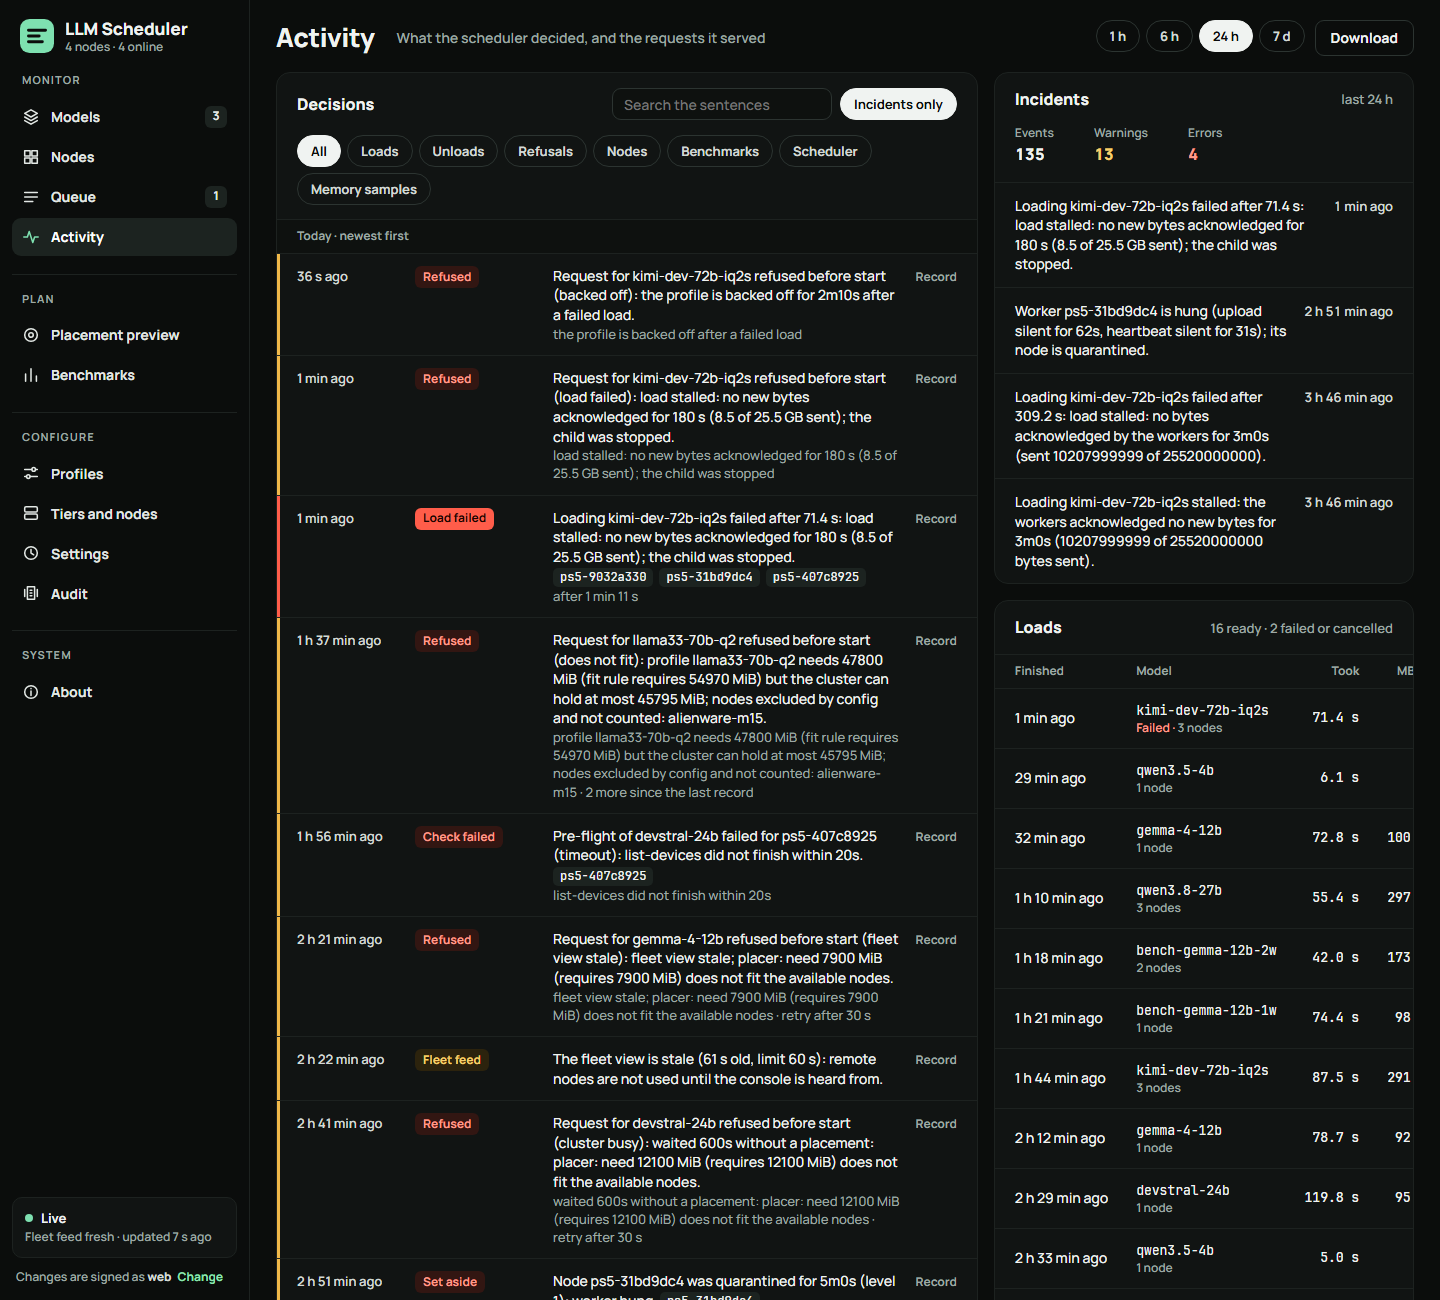 LLM Scheduler
4 nodes · 4 online
MONITOR
Models 3
Nodes
Queue 1
Activity
PLAN
Placement preview
Benchmarks
CONFIGURE
Profiles
Tiers and nodes
Settings
Audit
SYSTEM
About
Live
Fleet feed fresh · updated 7 s ago
Changes are signed as web Change
Activity What the scheduler decided, and the requests it served
1 h 6 h 24 h 7 d Download
Decisions
Search the sentences
Incidents only
All Loads Unloads Refusals Nodes Benchmarks Scheduler
Memory samples
Today · newest first
36 s ago Refused Request for kimi-dev-72b-iq2s refused before start Record
(backed off): the profile is backed off for 2m10s after
a failed load.
the profile is backed off after a failed load
1 min ago Refused Request for kimi-dev-72b-iq2s refused before start Record
(load failed): load stalled: no new bytes
acknowledged for 180 s (8.5 of 25.5 GB sent); the
child was stopped.
load stalled: no new bytes acknowledged for 180 s (8.5 of
25.5 GB sent); the child was stopped
1 min ago Load failed Loading kimi-dev-72b-iq2s failed after 71.4 s: load Record
stalled: no new bytes acknowledged for 180 s (8.5 of
25.5 GB sent); the child was stopped.
ps5-9032a330 ps5-31bd9dc4 ps5-407c8925
after 1 min 11 s
1 h 37 min ago Refused Request for llama33-70b-q2 refused before start Record
(does not fit): profile llama33-70b-q2 needs 47800
MiB (fit rule requires 54970 MiB) but the cluster can
hold at most 45795 MiB; nodes excluded by config
and not counted: alienware-m15.
profile llama33-70b-q2 needs 47800 MiB (fit rule requires
54970 MiB) but the cluster can hold at most 45795 MiB;
nodes excluded by config and not counted: alienware-
m15 · 2 more since the last record
1 h 56 min ago Check failed Pre-flight of devstral-24b failed for ps5-407c8925 Record
(timeout): list-devices did not finish within 20s.
ps5-407c8925
list-devices did not finish within 20s
2 h 21 min ago Refused Request for gemma-4-12b refused before start (fleet Record
view stale): fleet view stale; placer: need 7900 MiB
(requires 7900 MiB) does not fit the available nodes.
fleet view stale; placer: need 7900 MiB (requires 7900
MiB) does not fit the available nodes · retry after 30 s
2 h 22 min ago Fleet feed The fleet view is stale (61 s old, limit 60 s): remote Record
nodes are not used until the console is heard from.
2 h 41 min ago Refused Request for devstral-24b refused before start Record
(cluster busy): waited 600s without a placement:
placer: need 12100 MiB (requires 12100 MiB) does not
fit the available nodes.
waited 600s without a placement: placer: need 12100 MiB
(requires 12100 MiB) does not fit the available nodes ·
retry after 30 s
2 h 51 min ago Set aside Node ps5-31bd9dc4 was quarantined for 5m0s (level Record
1): worker hung. ps5-31bd9dc4
Incidents last 24 h
Events Warnings Errors
135 13 4
Loading kimi-dev-72b-iq2s failed after 71.4 s: 1 min ago
load stalled: no new bytes acknowledged for
180 s (8.5 of 25.5 GB sent); the child was
stopped.
Worker ps5-31bd9dc4 is hung (upload 2 h 51 min ago
silent for 62s, heartbeat silent for 31s); its
node is quarantined.
Loading kimi-dev-72b-iq2s failed after 3 h 46 min ago
309.2 s: load stalled: no bytes
acknowledged by the workers for 3m0s
(sent 10207999999 of 25520000000).
Loading kimi-dev-72b-iq2s stalled: the 3 h 46 min ago
workers acknowledged no new bytes for
3m0s (10207999999 of 25520000000
bytes sent).
Loads 16 ready · 2 failed or cancelled
Finished Model Took MB
1 min ago kimi-dev-72b-iq2s 71.4 s
Failed · 3 nodes
29 min ago qwen3.5-4b 6.1 s
1 node
32 min ago gemma-4-12b 72.8 s 100
1 node
1 h 10 min ago qwen3.8-27b 55.4 s 297
3 nodes
1 h 18 min ago bench-gemma-12b-2w 42.0 s 173
2 nodes
1 h 21 min ago bench-gemma-12b-1w 74.4 s 98
1 node
1 h 44 min ago kimi-dev-72b-iq2s 87.5 s 291
3 nodes
2 h 12 min ago gemma-4-12b 78.7 s 92
1 node
2 h 29 min ago devstral-24b 119.8 s 95
1 node
2 h 33 min ago qwen3.5-4b 5.0 s
1 node